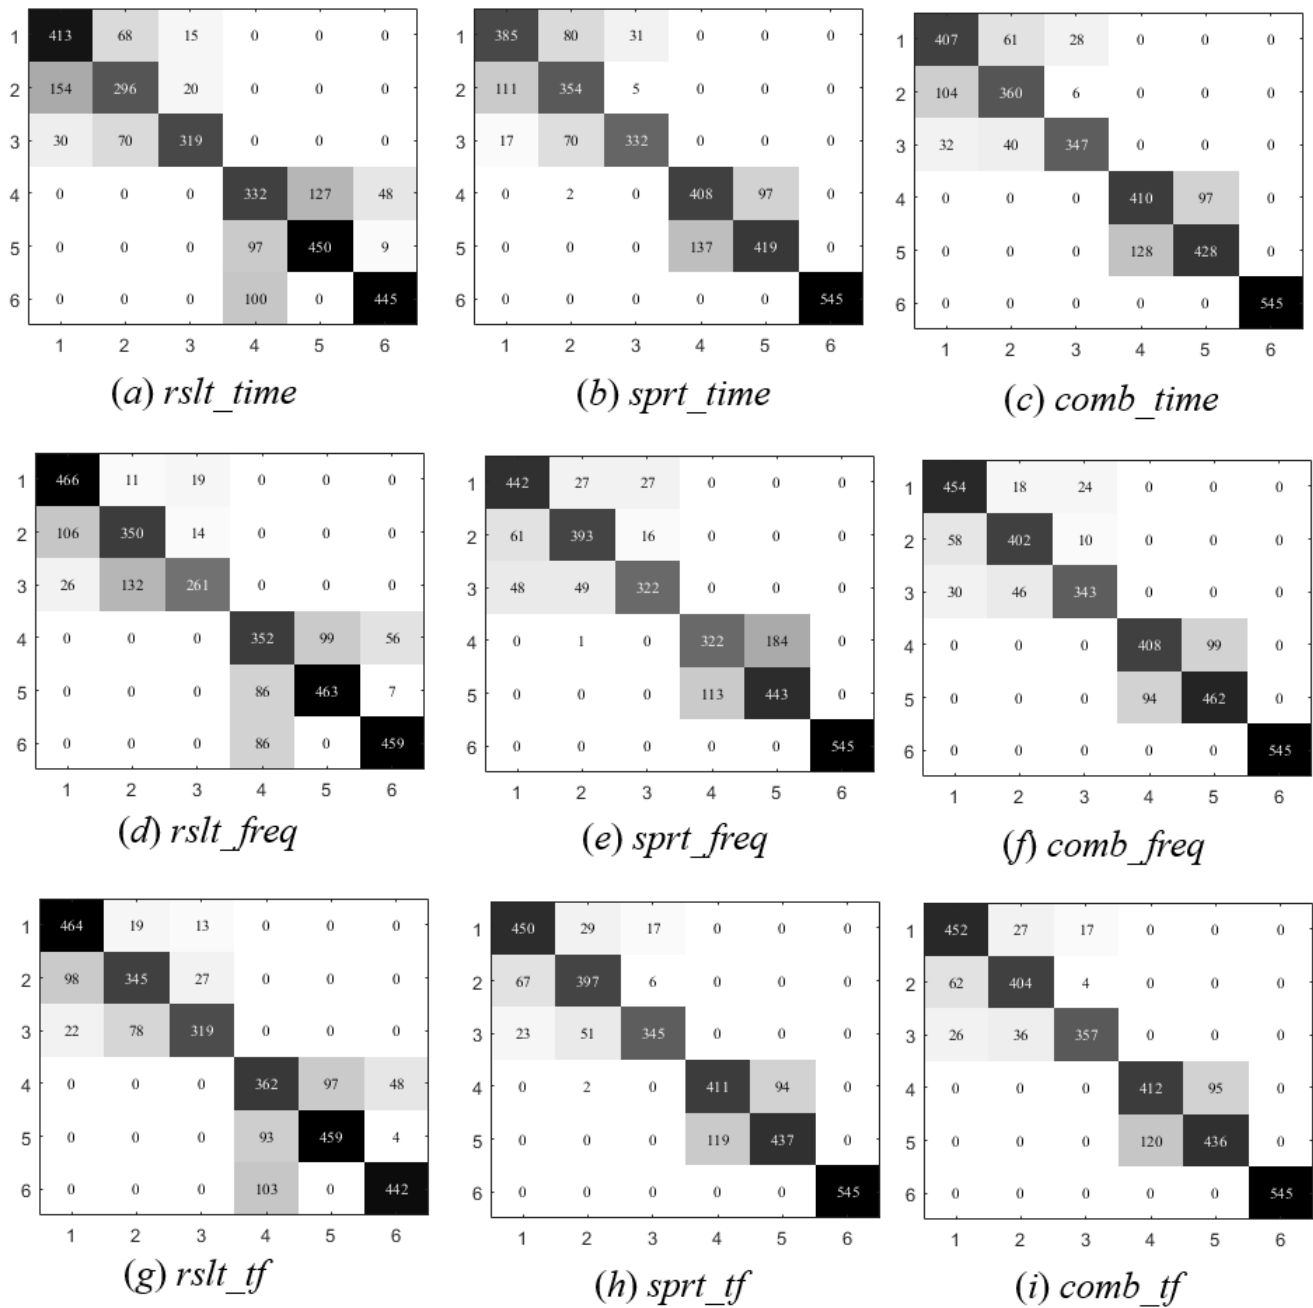 1 413 68 15 0 0 0
2 154 296 20 0 0 0
3 30 70 319 0 0 0
4 0 0 0 332 127 48
5 0 0 0 97 450 9
6 0 0 0 100 0 445
1 2 3 4 5 6
(a) rslt_time
1 385 80 31 0 0 0
2 111 354 5 0 0 0
3 17 70 332 0 0 0
4 0 2 0 408 97 0
5 0 0 0 137 419 0
6 0 0 0 0 0 545
1 2 3 4 5 6
(b) sprt_time
1 407 61 28 0 0 0
2 104 360 6 0 0 0
3 32 40 347 0 0 0
4 0 0 0 410 97 0
5 0 0 0 128 428 0
6 0 0 0 0 0 545
1 2 3 4 5 6
(c) comb_time
1 466 11 19 0 0 0
2 106 350 14 0 0 0
3 26 132 261 0 0 0
4 0 0 0 352 99 56
5 0 0 0 86 463 7
6 0 0 0 86 0 459
1 2 3 4 5 6
(d) rslt_freq
1 442 27 27 0 0 0
2 61 393 16 0 0 0
3 48 49 322 0 0 0
4 0 1 0 322 184 0
5 0 0 0 113 443 0
6 0 0 0 0 0 545
1 2 3 4 5 6
(e) sprt_freq
1 454 18 24 0 0 0
2 58 402 10 0 0 0
3 30 46 343 0 0 0
4 0 0 0 408 99 0
5 0 0 0 94 462 0
6 0 0 0 0 0 545
1 2 3 4 5 6
(f) comb_freq
1 464 19 13 0 0 0
2 98 345 27 0 0 0
3 22 78 319 0 0 0
4 0 0 0 362 97 48
5 0 0 0 93 459 4
6 0 0 0 103 0 442
1 2 3 4 5 6
(g) rslt_tf
1 450 29 17 0 0 0
2 67 397 6 0 0 0
3 23 51 345 0 0 0
4 0 2 0 411 94 0
5 0 0 0 119 437 0
6 0 0 0 0 0 545
1 2 3 4 5 6
(h) sprt_tf
1 452 27 17 0 0 0
2 62 404 4 0 0 0
3 26 36 357 0 0 0
4 0 0 0 412 95 0
5 0 0 0 120 436 0
6 0 0 0 0 0 545
1 2 3 4 5 6
(i) comb_tf